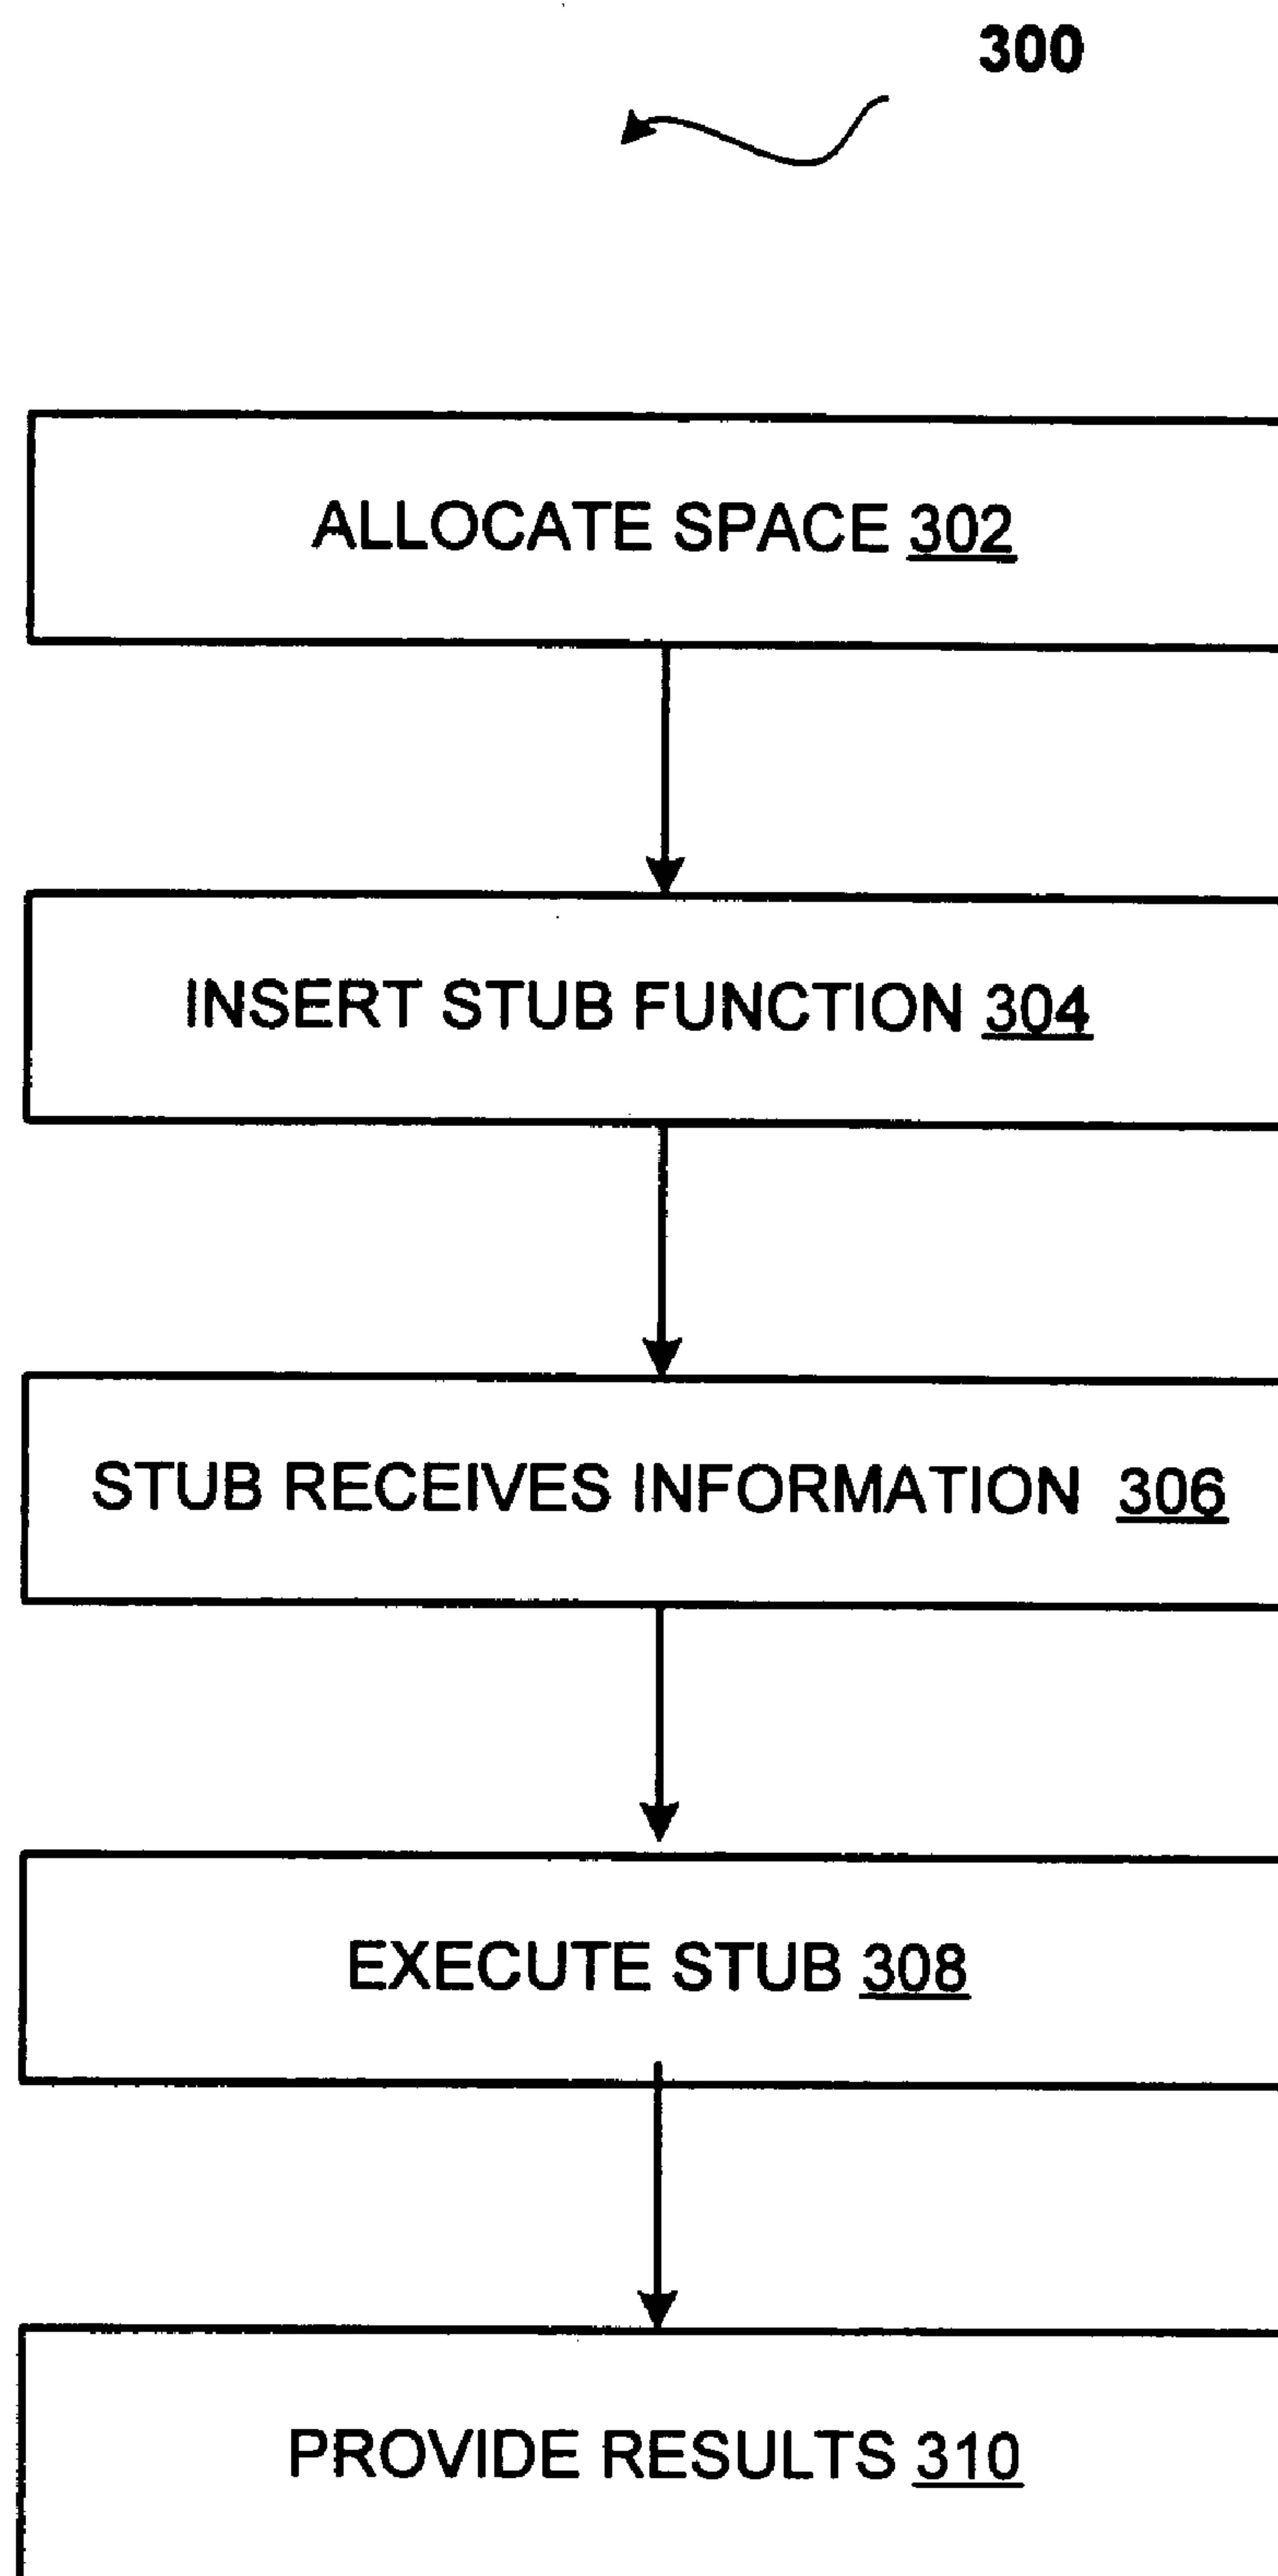 300
ALLOCATE SPACE 302
INSERT STUB FUNCTION 304
STUB RECEIVES INFORMATION 306
EXECUTE STUB 308
PROVIDE RESULTS 310